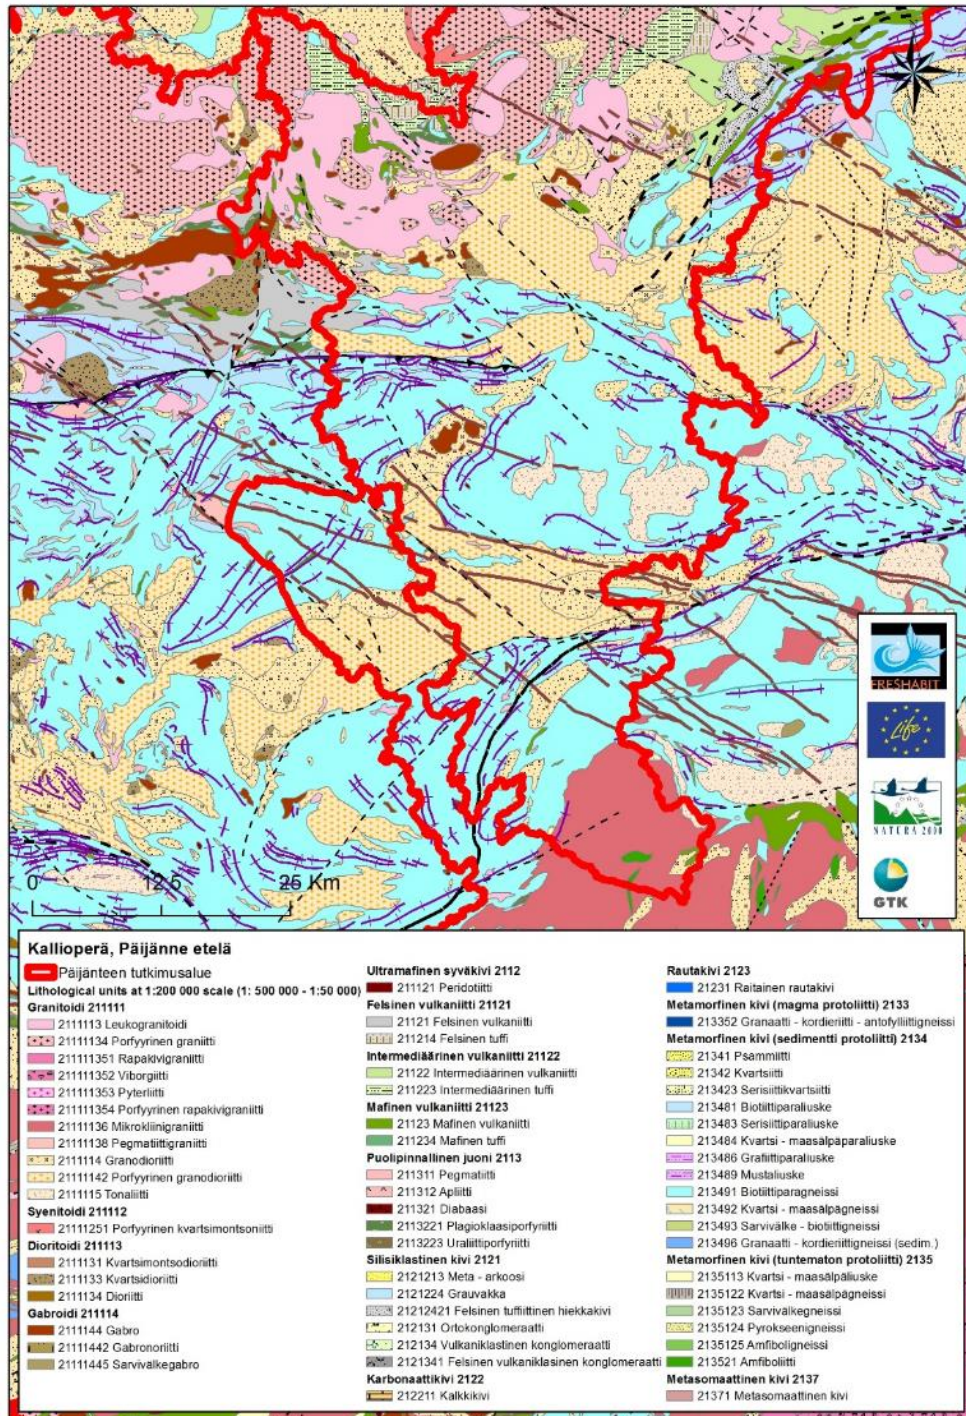 FRESHABIT
Life
NATURA 2000
GTK
0 12,5 25 Km
Kallioperä, Päijänne etelä
Päijänteen tutkimusalue
Lithological units at 1:200 000 scale (1: 500 000 - 1:50 000)
Granitoidi 211111
2111113 Leukogranitoidi
21111134 Porfyyrinen graniitti
211111351 Rapakivigraniitti
211111352 Viborgiitti
211111353 Pyterliitti
211111354 Porfyyrinen rapakivigraniitti
21111136 Mikrokliinigraniitti
21111138 Pegmatiittigraniitti
2111114 Granodioriitti
21111142 Porfyyrinen granodioriitti
2111115 Tonaliitti
Syenitoidi 211112
21111251 Porfyyrinen kvartsimontsoniitti
Dioritoidi 211113
2111131 Kvartsimontsodioriitti
2111133 Kvartsidioriitti
2111134 Dioriitti
Gabroidi 211114
2111144 Gabro
21111442 Gabronoriitti
21111445 Sarvivälkegabro
Ultramafinen syväkivi 2112
211121 Peridotiitti
Felsinen vulkaniitti 21121
21121 Felsinen vulkaniitti
211214 Felsinen tuffi
Intermediäärinen vulkaniitti 21122
21122 Intermediäärinen vulkaniitti
211223 Intermediäärinen tuffi
Mafinen vulkaniitti 21123
21123 Mafinen vulkaniitti
211234 Mafinen tuffi
Puolipinnallinen juoni 2113
211311 Pegmatiitti
211312 Apliitti
211321 Diabaasi
2113221 Plagioklaasiporfyriitti
2113223 Uraliittiporfyriitti
Silisiklastinen kivi 2121
2121213 Meta - arkoosi
2121224 Grauvakka
21212421 Felsinen tuffiittinen hiekkakivi
212131 Ortokonglomeraatti
212134 Vulkaniklastinen konglomeraatti
2121341 Felsinen vulkaniklasinen konglomeraatti
Karbonaattikivi 2122
212211 Kalkkikivi
Rautakivi 2123
21231 Raitainen rautakivi
Metamorfinen kivi (magma protoliitti) 2133
213352 Granaatti - kordieriitti - antofylliittigneissi
Metamorfinen kivi (sedimentti protoliitti) 2134
21341 Psammiitti
21342 Kvartsiitti
213423 Serisiittikvartsiitti
213481 Biotiittiparaliuske
213483 Serisiittiparaliuske
213484 Kvartsi - maasälpäparaliuske
213486 Grafiittiparaliuske
213489 Mustaliuske
213491 Biotiittiparagneissi
213492 Kvartsi - maasälpägneissi
213493 Sarvivälke - biotiittigneissi
213496 Granaatti - kordieriittigneissi (sedim.)
Metamorfinen kivi (tuntematon protoliitti) 2135
2135113 Kvartsi - maasälpäliuske
2135122 Kvartsi - maasälpägneissi
2135123 Sarvivälkegneissi
2135124 Pyrokseenigneissi
2135125 Amfiboligneissi
213521 Amfiboliitti
Metasomaattinen kivi 2137
21371 Metasomaattinen kivi